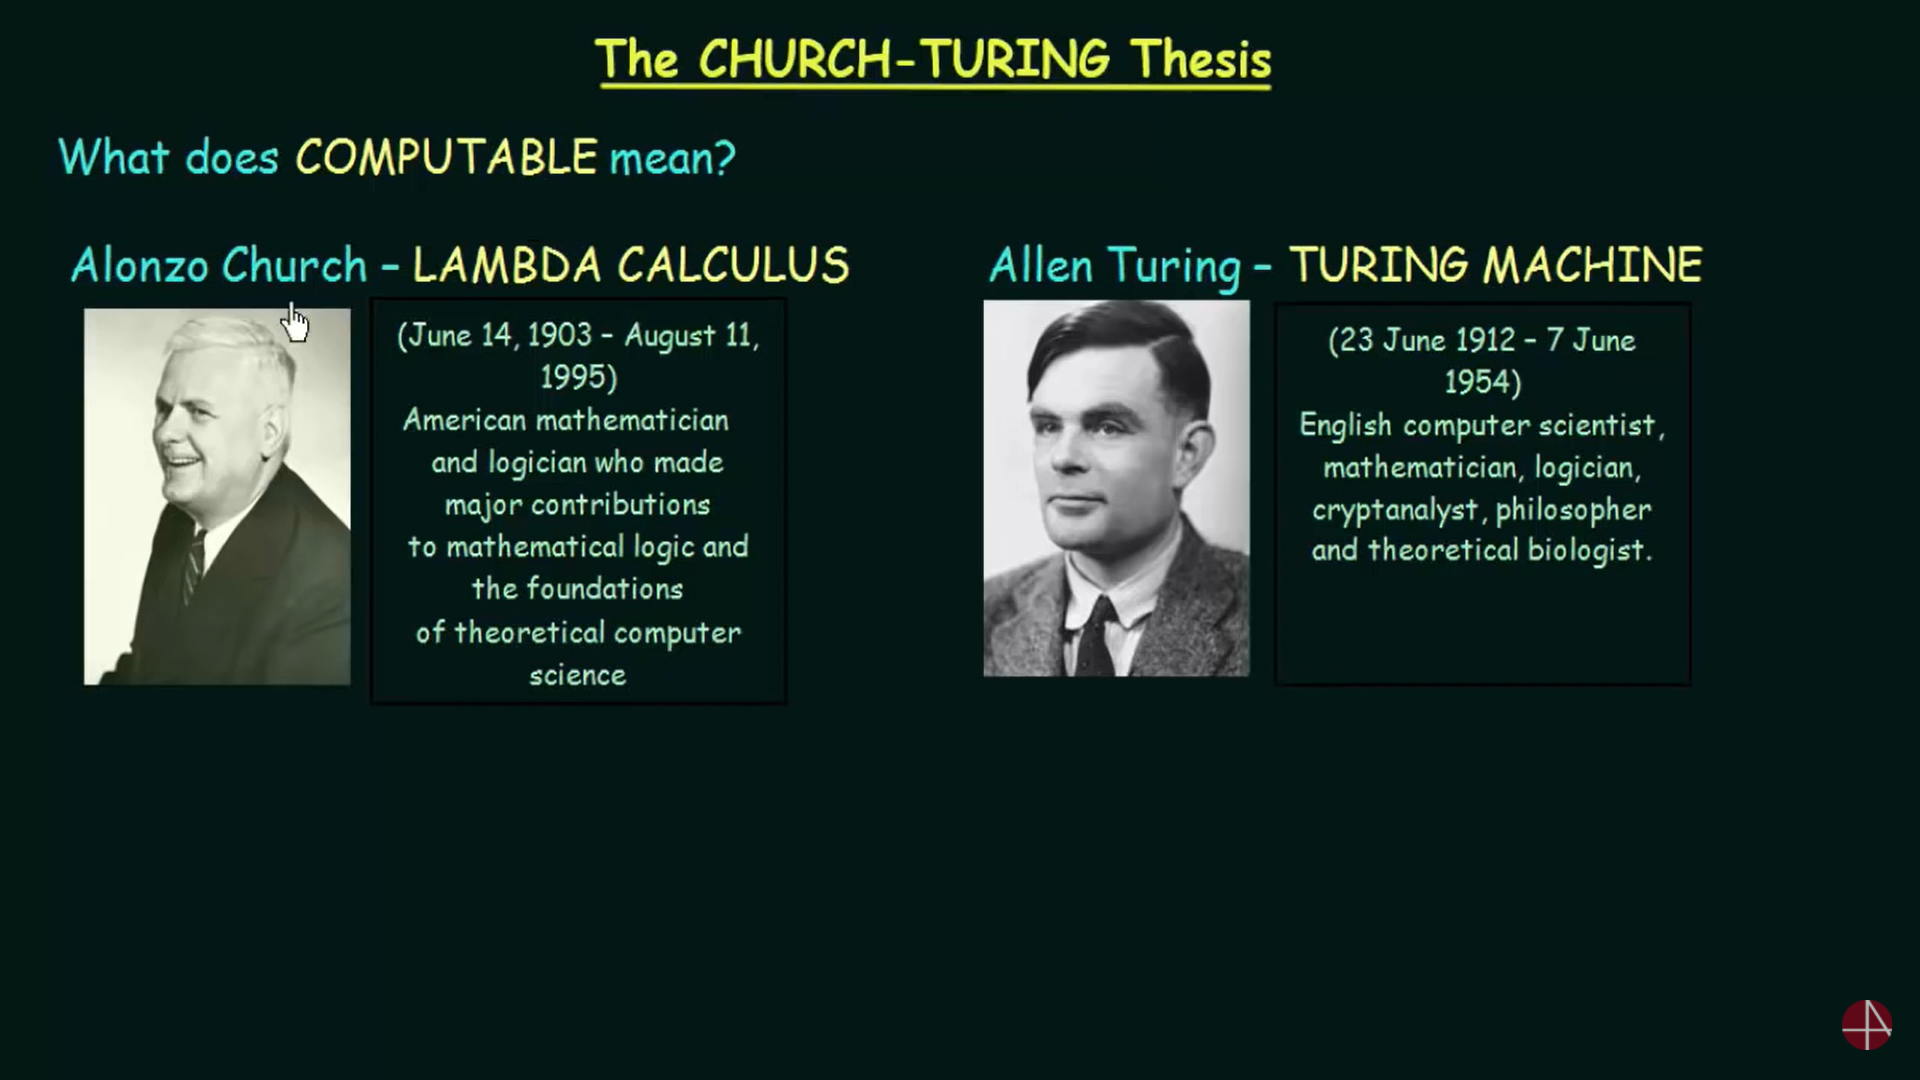 The CHURCH-TURING Thesis
What does COMPUTABLE mean?
Alonzo Church – LAMBDA CALCULUS
(June 14, 1903 – August 11,
1995)
American mathematician
and logician who made
major contributions
to mathematical logic and
the foundations
of theoretical computer
science
Allen Turing – TURING MACHINE
(23 June 1912 – 7 June
1954)
English computer scientist,
mathematician, logician,
cryptanalyst, philosopher
and theoretical biologist.